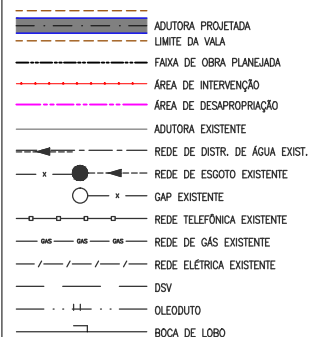 ADUTORA PROJETADA
LIMITE DA VALA
FAIXA DE OBRA PLANEJADA
ÁREA DE INTERVENÇÃO
ÁREA DE DESAPROPRIAÇÃO
ADUTORA EXISTENTE
REDE DE DISTR. DE ÁGUA EXIST.
x REDE DE ESGOTO EXISTENTE
x GAP EXISTENTE
REDE TELEFÔNICA EXISTENTE
GAS GAS GAS REDE DE GÁS EXISTENTE
REDE ELÉTRICA EXISTENTE
DSV
OLEODUTO
BOCA DE LOBO